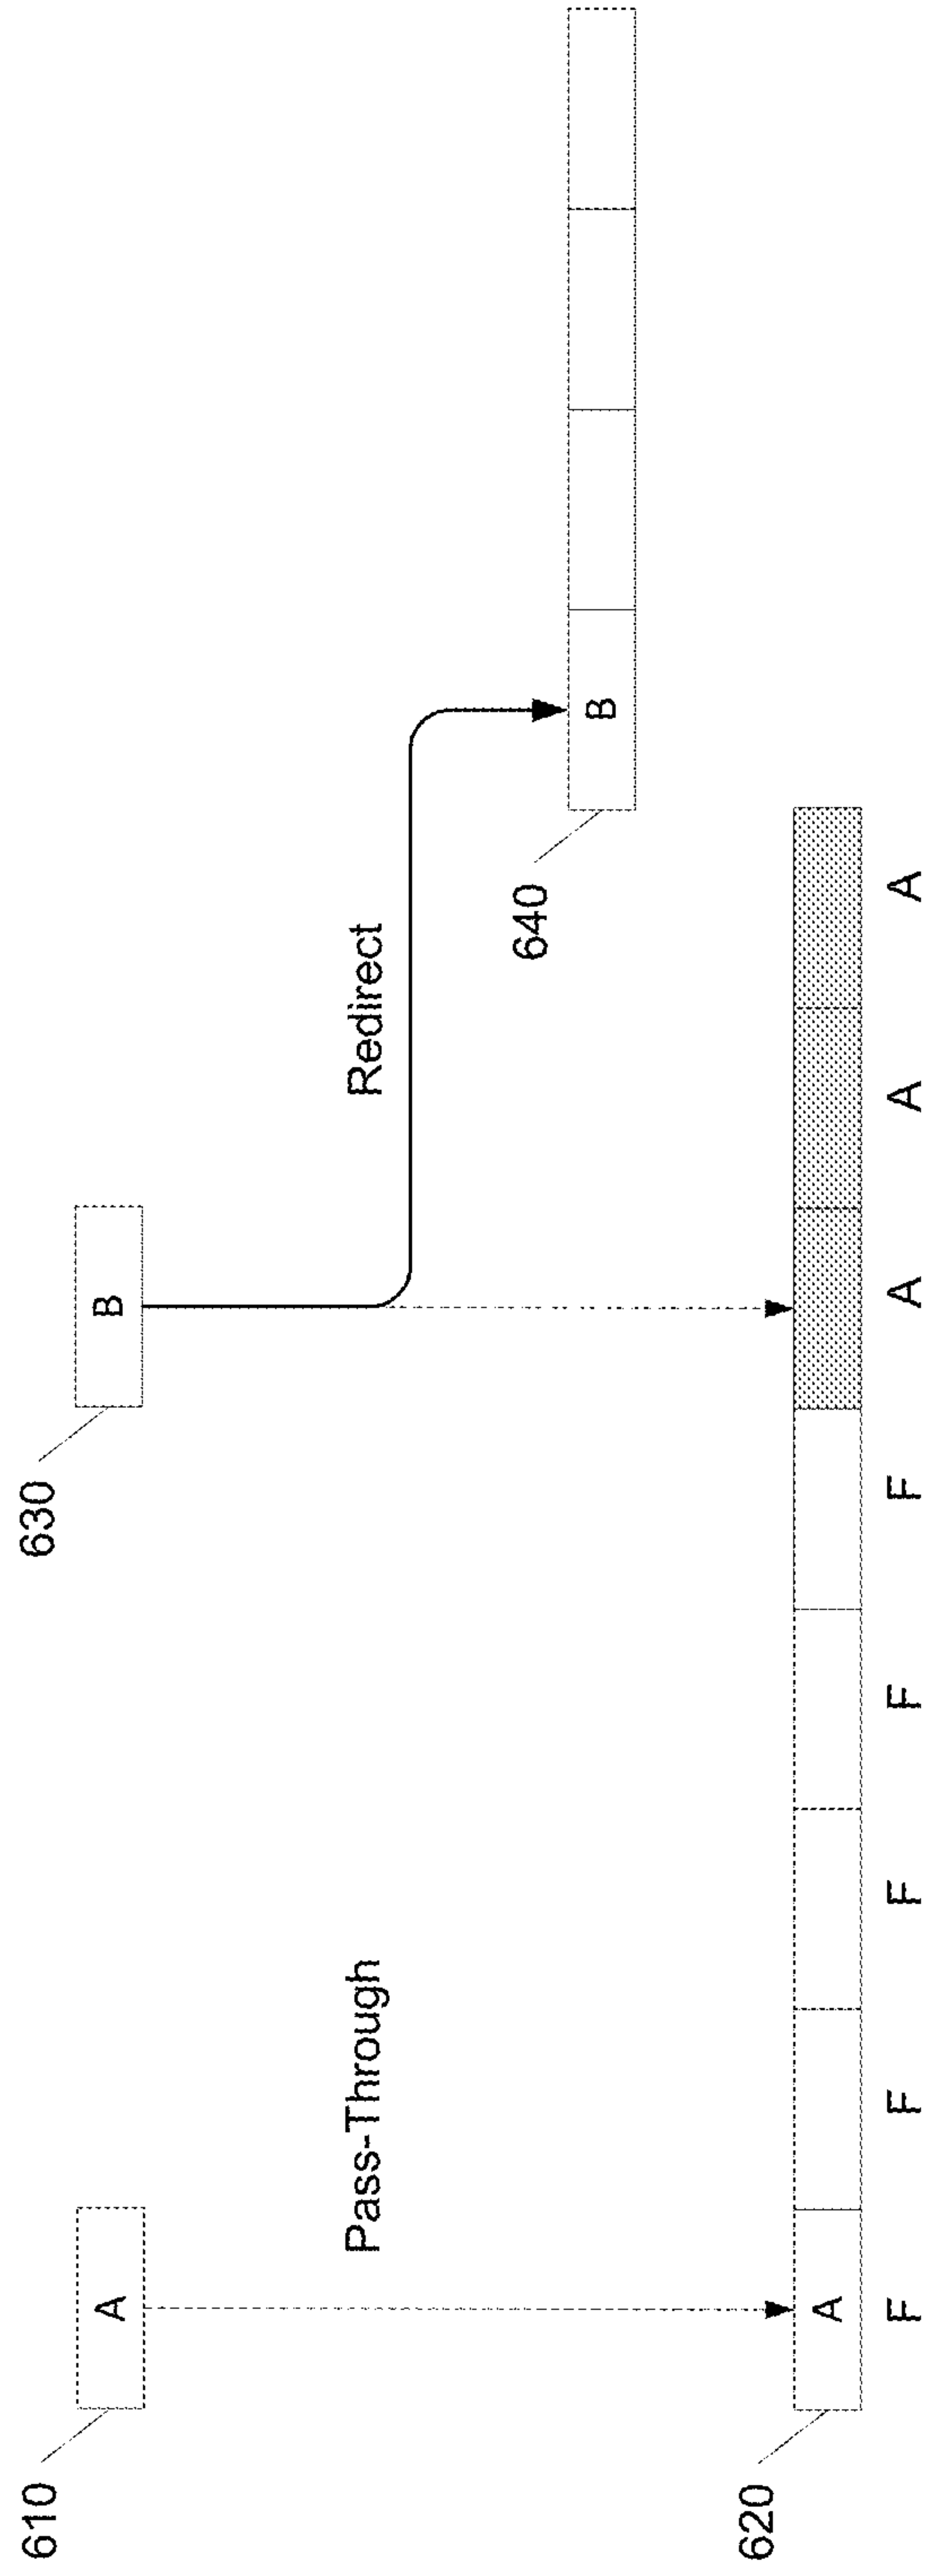 610 630
A B
Pass-Through Redirect
640
B
620
A
F F F F F A A A